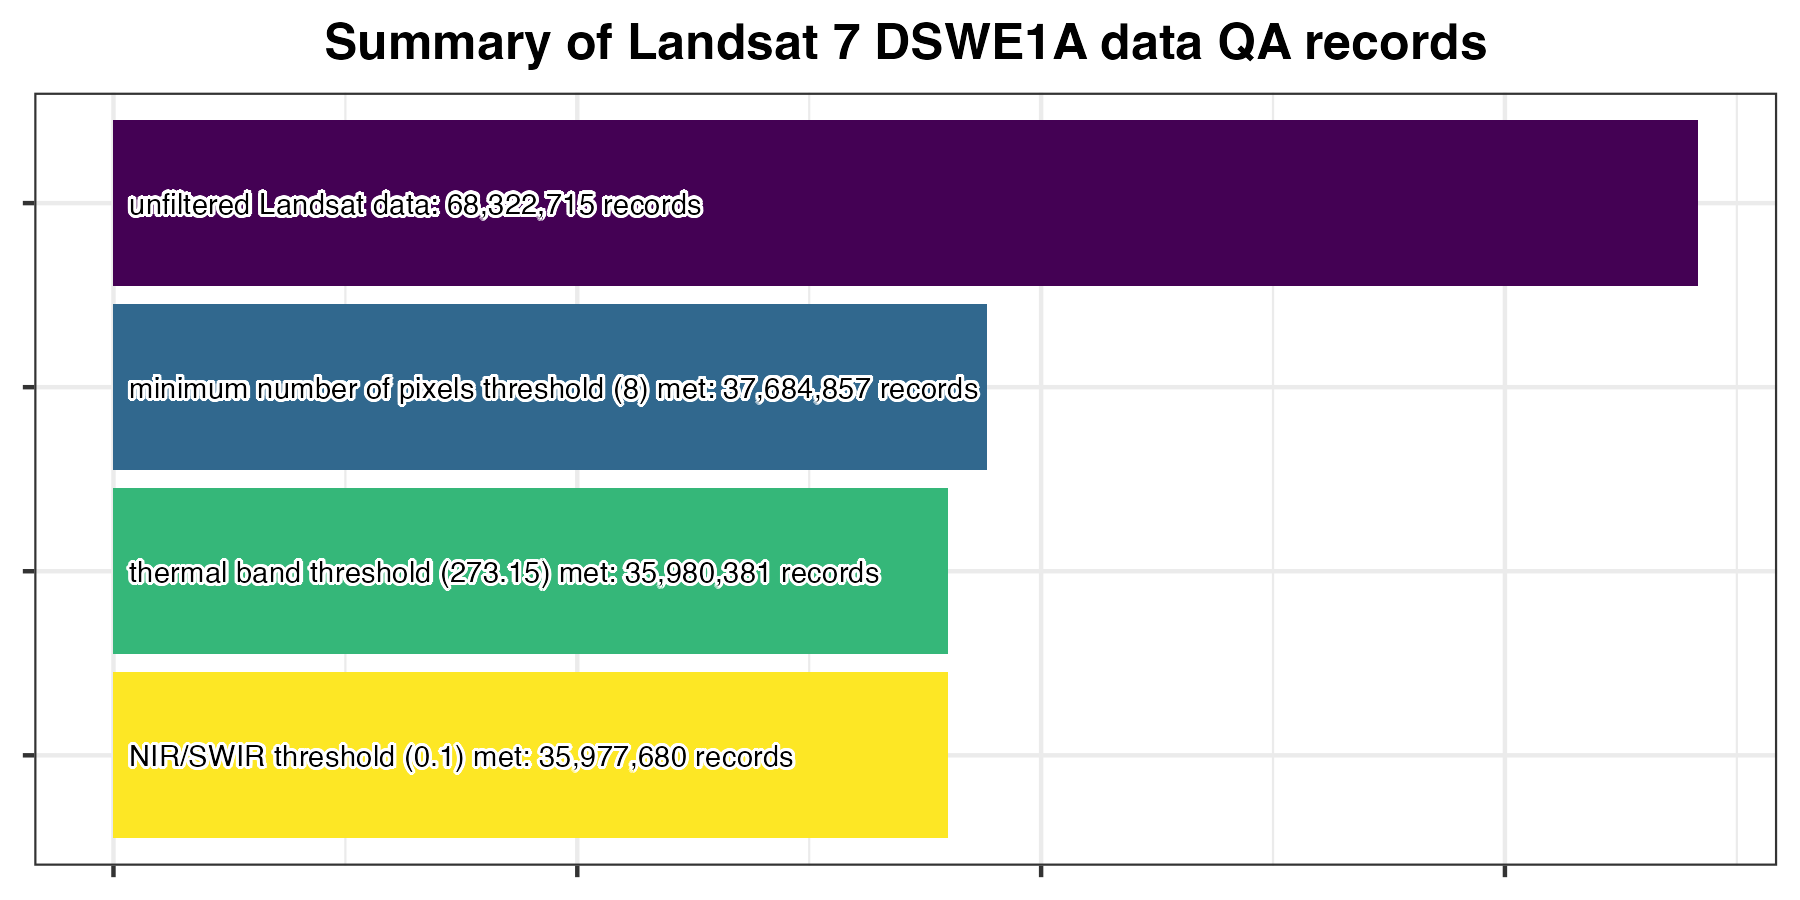 Summary of Landsat 7 DSWE1A data QA records
unfiltered Landsat data: 68,322,715 records
minimum number of pixels threshold (8) met: 37,684,857 records
thermal band threshold (273.15) met: 35,980,381 records
NIR/SWIR threshold (0.1) met: 35,977,680 records